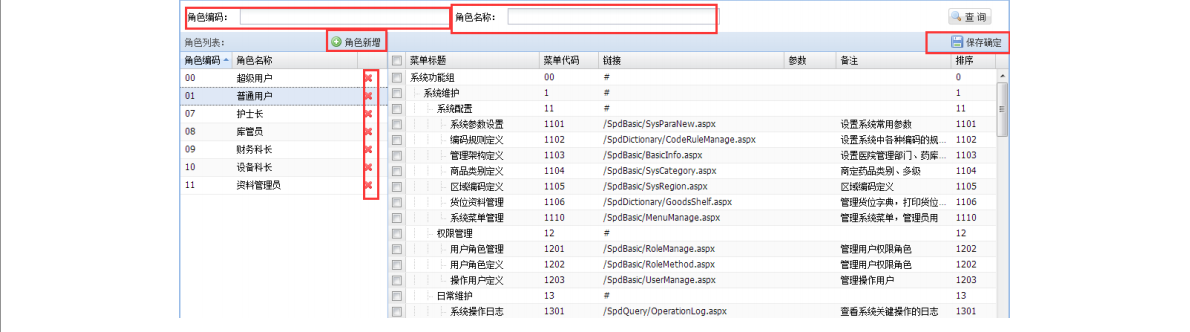 角色编码： 角色名称： 查 询
角色列表： 角色新增 保存确定
角色编码 角色名称 菜单标题 菜单代码 链接 参数 备注 排序
00 超级用户 系统功能组 00 # 0
01 普通用户 系统维护 1 # 1
07 护士长 系统配置 11 # 11
08 库管员 系统参数设置 1101 /SpdBasic/SysParaNew.aspx 设置系统常用参数 1101
编码规则定义 1102 /SpdDictionary/CodeRuleManage.aspx 设置系统中各种编码的规... 1102
09 财务科长 管理架构定义 1103 /SpdBasic/BasicInfo.aspx 设置医院管理部门、药库... 1103
10 设备科长 商品类别定义 1104 /SpdBasic/SysCategory.aspx 商定药品类别、多级 1104
11 资料管理员 区域编码定义 1105 /SpdBasic/SysRegion.aspx 区域编码定义 1105
货位资料管理 1106 /SpdDictionary/GoodsShelf.aspx 管理货位字典，打印货位... 1106
系统菜单管理 1110 /SpdBasic/MenuManage.aspx 管理系统菜单，管理员用 1110
权限管理 12 # 12
用户角色管理 1201 /SpdBasic/RoleManage.aspx 管理用户权限角色 1202
用户角色定义 1202 /SpdBasic/RoleMethod.aspx 管理用户权限角色 1202
操作用户定义 1203 /SpdBasic/UserManage.aspx 管理操作用户 1203
日常维护 13 # 13
系统操作日志 1301 /SpdQuery/OperationLog.aspx 查看系统关键操作的日志 1301